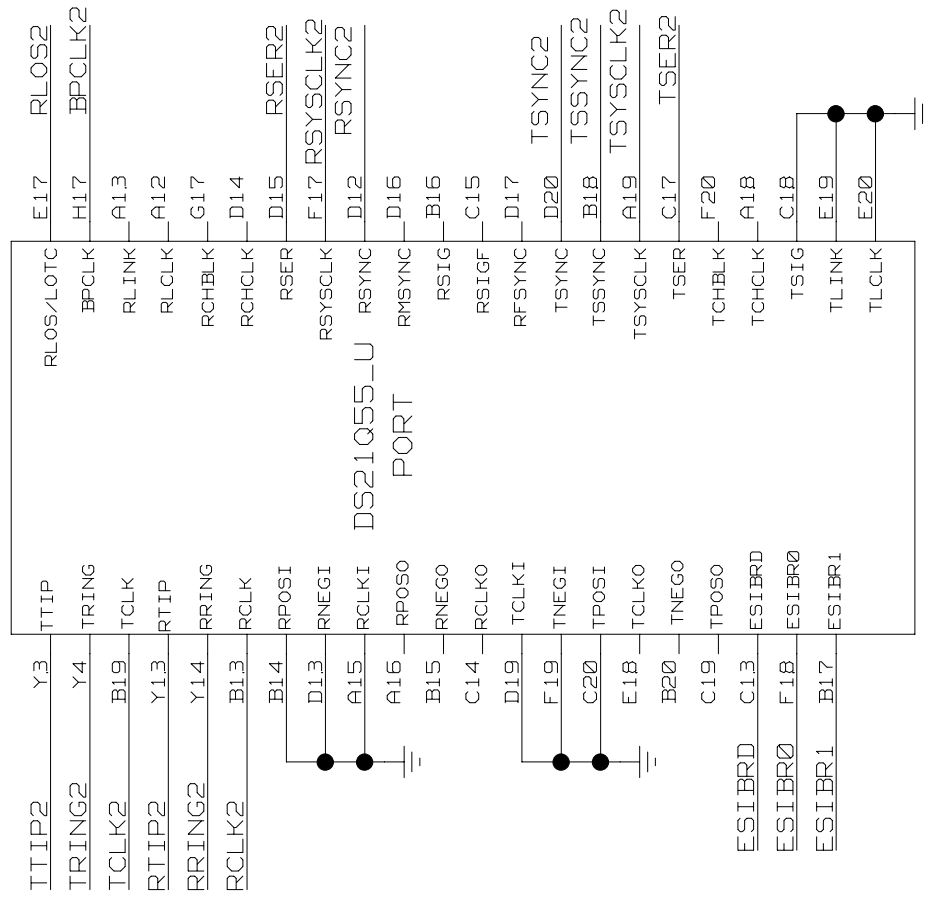 RLOS2
BPCLK2
RSER2
RSYSCLK2
RSYNC2
TSYNC2
TSSYNC2
TSYSCLK2
TSER2
E17
H17
A13
A12
G17
D14
D15
F17
D12
D16
B16
C15
D17
D20
B18
A19
C17
F20
A18
C18
E19
E20
RLOS/LOTC
BPCLK
RLINK
RLCLK
RCHBLK
RCHCLK
RSER
RSYSCLK
RSYNC
RMSYNC
RSIG
RSIGF
RFSYNC
TSYNC
TSSYNC
TSYSCLK
TSER
TCHBLK
TCHCLK
TSIG
TLINK
TLCLK
DS21Q55_U
PORT
TTIP
TRING
TCLK
RTIP
RRING
RCLK
RPOSI
RNEGI
RCLKI
RPOSO
RNEGO
RCLKO
TCLKI
TNEGI
TPOSI
TCLKO
TNEGO
TPOSO
ESIBRD
ESIBR0
ESIBR1
Y3
Y4
B19
Y13
Y14
B13
B14
D13
A15
A16
B15
C14
D19
F19
C20
E18
B20
C19
C13
F18
B17
TTIP2
TRING2
TCLK2
RTIP2
RRING2
RCLK2
ESIBRD
ESIBR0
ESIBR1